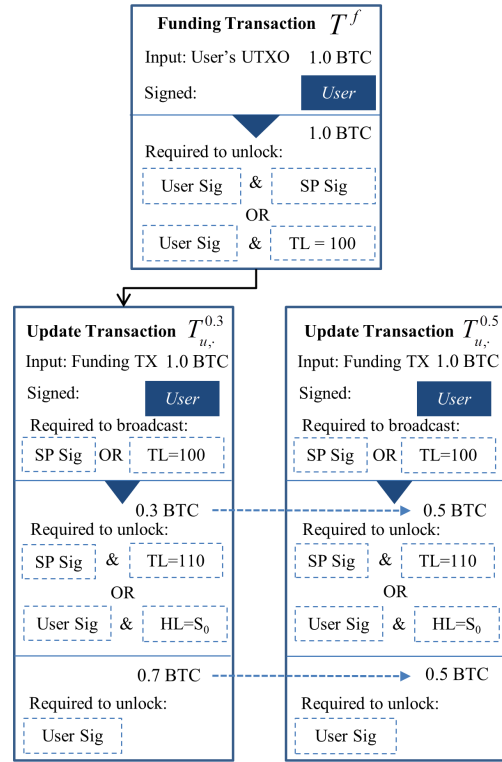 Funding Transaction T^f
Input: User's UTXO 1.0 BTC
Signed: User
1.0 BTC
Required to unlock:
User Sig & SP Sig
OR
User Sig & TL = 100
Update Transaction T_{u,·}^{0.3}
Input: Funding TX 1.0 BTC
Signed: User
Required to broadcast:
SP Sig OR TL=100
0.3 BTC
Required to unlock:
SP Sig & TL=110
OR
User Sig & HL=S₀
0.7 BTC
Required to unlock:
User Sig
Update Transaction T_{u,·}^{0.5}
Input: Funding TX 1.0 BTC
Signed: User
Required to broadcast:
SP Sig OR TL=100
0.5 BTC
Required to unlock:
SP Sig & TL=110
OR
User Sig & HL=S₀
0.5 BTC
Required to unlock:
User Sig